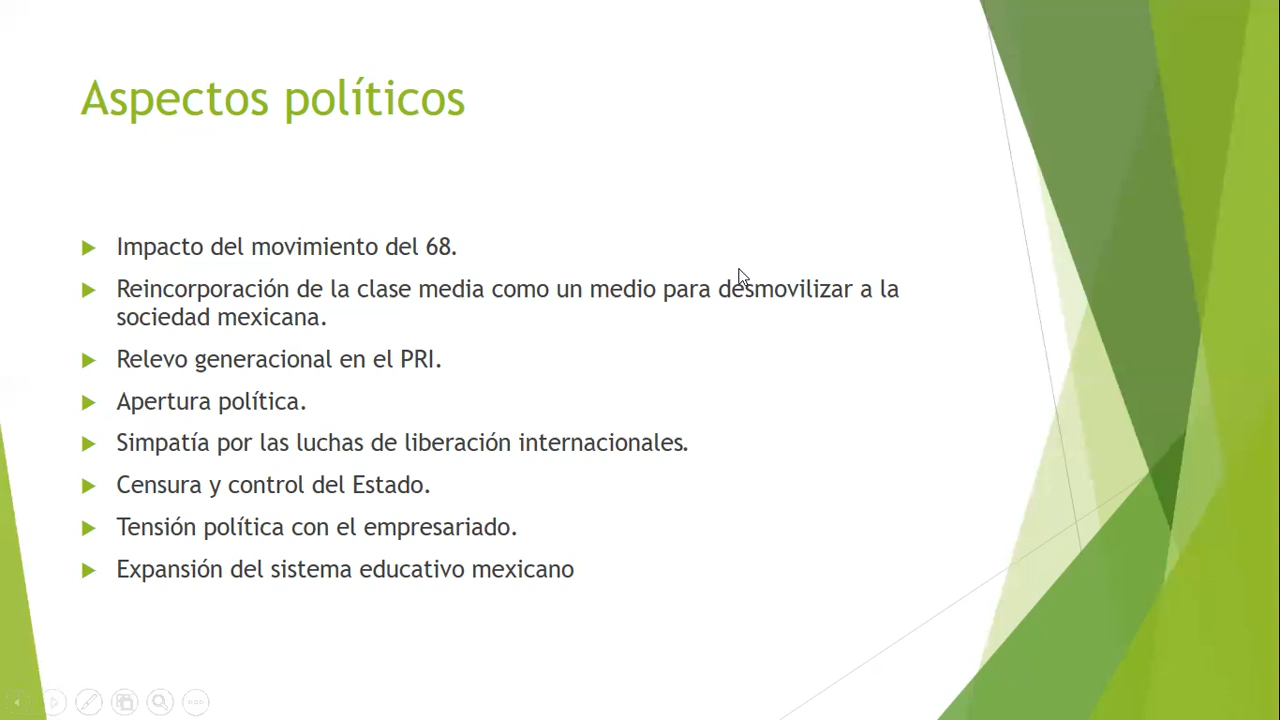 Aspectos políticos
Impacto del movimiento del 68.
Reincorporación de la clase media como un medio para desmovilizar a la
sociedad mexicana.
Relevo generacional en el PRI.
Apertura política.
Simpatía por las luchas de liberación internacionales.
Censura y control del Estado.
Tensión política con el empresariado.
Expansión del sistema educativo mexicano